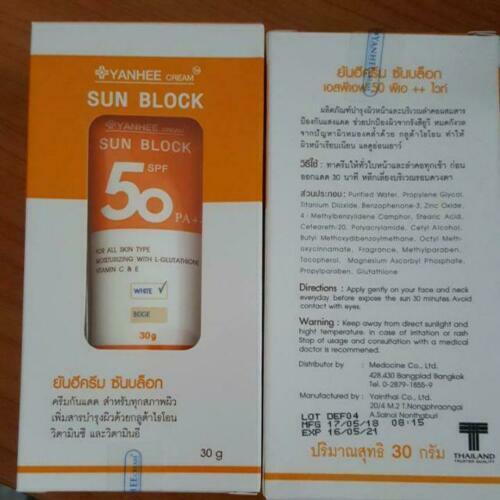 YANHEE CREAM
SUN BLOCK
YANHEE CREAM
SUN BLOCK
SPF
50
PA++
FOR ALL SKIN TYPE
MOISTURIZING WITH L-GLUTATHIONE
VITAMIN C & E
WHITE ✓
BEIGE
30g
ยันฮีครีม ซันบล็อก
ครีมกันแดด สำหรับทุกสภาพผิว
เพิ่มสารบำรุงผิวด้วยกลูต้าไธโอน
วิตามินซี และวิตามินอี
30 g
YANHEE
YANHEE
ยันฮีครีม ซันบล็อก
เอสพีเอฟ 50 พีเอ ++ ไวท์
ผลิตภัณฑ์บำรุงผิวหน้าและบริเวณลำคอผสมสาร
ป้องกันแสงแดด ช่วยปกป้องผิวจากรังสียูวี หมดกังวล
จากปัญหาผิวหมองคล้ำด้วย กลูต้าไธโอน ทำให้
ผิวหน้าเรียบเนียน แลดูอ่อนเยาว์
วิธีใช้ : ทาครีมให้ทั่วใบหน้าและลำคอทุกเช้า ก่อน
ออกแดด 30 นาที หลีกเลี่ยงบริเวณรอบดวงตา
ส่วนประกอบ : Purified Water, Propylene Glycol,
Titanium Dioxide, Benzophenone-3, Zinc Oxide,
4 - Methylbenzylidene Camphor, Stearic Acid,
Ceteareth-20, Polyacrylamide, Cetyl Alcohol,
Butyl Methoxydibenzoylmethane, Octyl Meth-
oxycinnamate, Fragrance, Methylparaben,
Tocopherol, Magnesium Ascorbyl Phosphate,
Propylparaben, Glutathione
Directions : Apply gently on your face and neck
everyday before expose the sun 30 minutes. Avoid
contact with eyes.
Warning : Keep away from direct sunlight and
hight temperature. In case of irritation or rash
Stop of usage and consultation with a medical
doctor is recommended.
Distributor by : Medocine Co., Ltd.
428,430 Bangplad Bangkok
Tel. 0-2879-1655-9
Manufactured by : Yainthai Co., Ltd.
20/4 M.2 T.Nongphraongai
A.Sainoi Nonthaburi
LOT DEF04
MFG 17/05/18 08:15
EXP 16/05/21
ปริมาณสุทธิ 30 กรัม
THAILAND
TRUSTED QUALITY